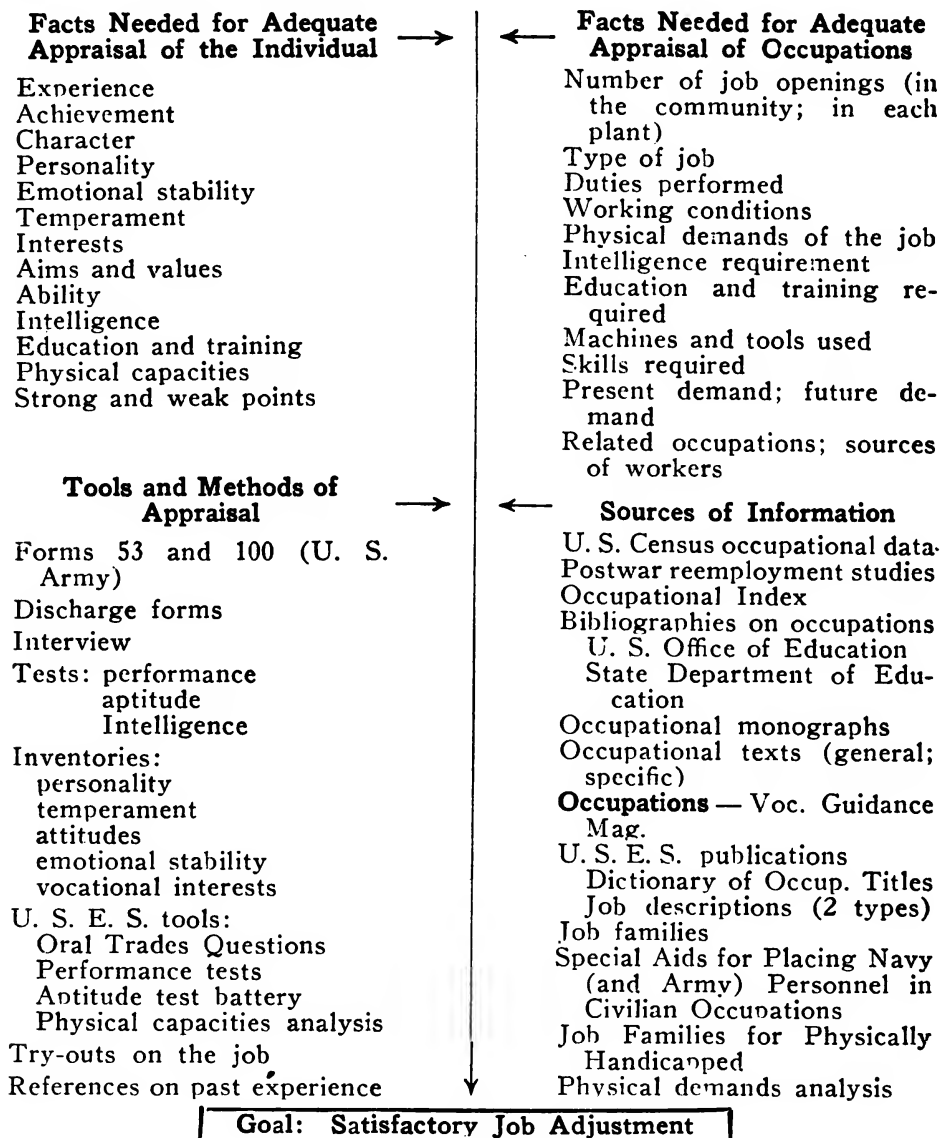 Facts Needed for Adequate
Appraisal of the Individual
Experience
Achievement
Character
Personality
Emotional stability
Temperament
Interests
Aims and values
Ability
Intelligence
Education and training
Physical capacities
Strong and weak points
Tools and Methods of
Appraisal
Forms 53 and 100 (U. S.
Army)
Discharge forms
Interview
Tests: performance
aptitude
Intelligence
Inventories:
personality
temperament
attitudes
emotional stability
vocational interests
U. S. E. S. tools:
Oral Trades Questions
Performance tests
Aptitude test battery
Physical capacities analysis
Try-outs on the job
References on past experience
Facts Needed for Adequate
Appraisal of Occupations
Number of job openings (in
the community; in each
plant)
Type of job
Duties performed
Working conditions
Physical demands of the job
Intelligence requirement
Education and training re-
quired
Machines and tools used
Skills required
Present demand; future de-
mand
Related occupations; sources
of workers
Sources of Information
U. S. Census occupational data
Postwar reemployment studies
Occupational Index
Bibliographies on occupations
U. S. Office of Education
State Department of Edu-
cation
Occupational monographs
Occupational texts (general;
specific)
Occupations — Voc. Guidance
Mag.
U. S. E. S. publications
Dictionary of Occup. Titles
Job descriptions (2 types)
Job families
Special Aids for Placing Navy
(and Army) Personnel in
Civilian Occupations
Job Families for Physically
Handicapped
Physical demands analysis
Goal: Satisfactory Job Adjustment